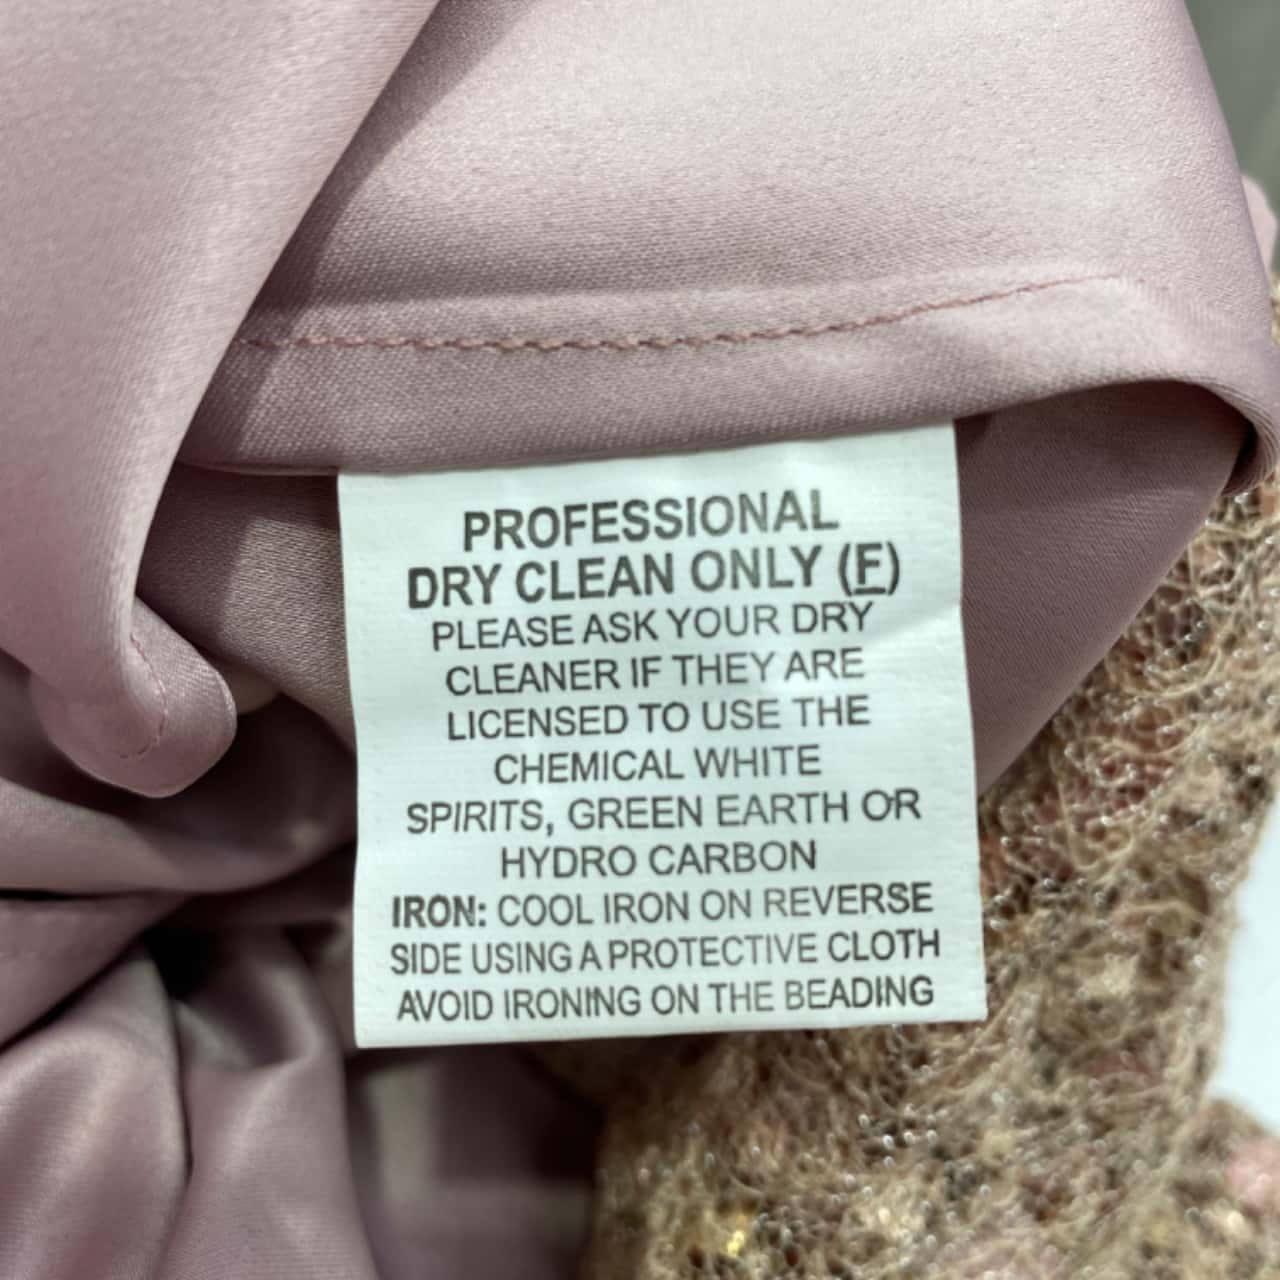 PROFESSIONAL
DRY CLEAN ONLY (F)
PLEASE ASK YOUR DRY
CLEANER IF THEY ARE
LICENSED TO USE THE
CHEMICAL WHITE
SPIRITS, GREEN EARTH OR
HYDRO CARBON
IRON: COOL IRON ON REVERSE
SIDE USING A PROTECTIVE CLOTH
AVOID IRONING ON THE BEADING